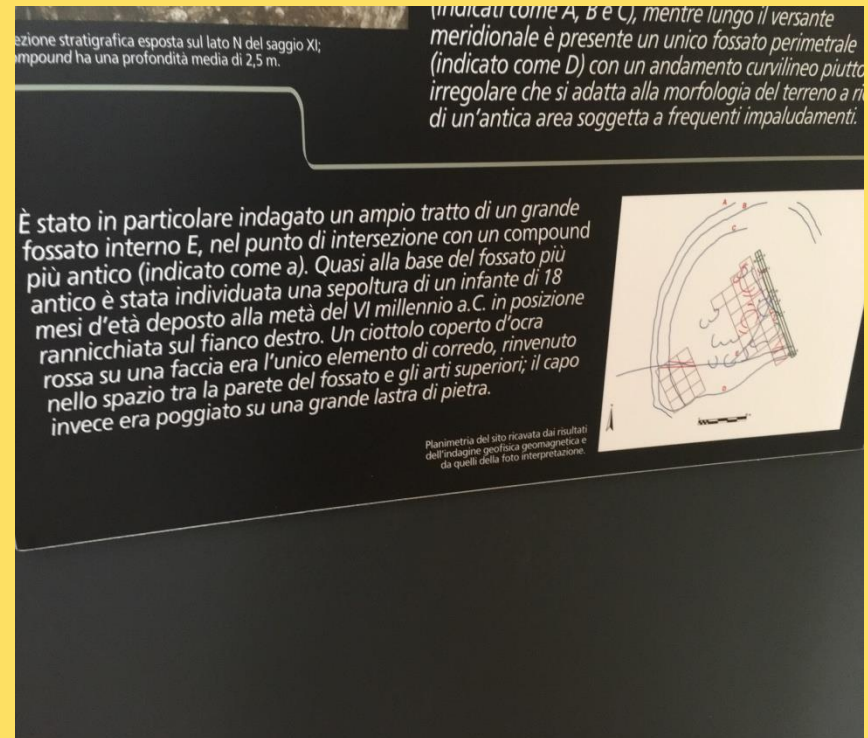 ezione stratigrafica esposta sul lato N del saggio XI;
ompound ha una profondità media di 2,5 m.
(indicati come A, B e C), mentre lungo il versante
meridionale è presente un unico fossato perimetrale
(indicato come D) con un andamento curvilineo piutto
irregolare che si adatta alla morfologia del terreno a ri
di un'antica area soggetta a frequenti impaludamenti.
È stato in particolare indagato un ampio tratto di un grande
fossato interno E, nel punto di intersezione con un compound
più antico (indicato come a). Quasi alla base del fossato più
antico è stata individuata una sepoltura di un infante di 18
mesi d'età deposto alla metà del VI millennio a.C. in posizione
rannicchiata sul fianco destro. Un ciottolo coperto d'ocra
rossa su una faccia era l'unico elemento di corredo, rinvenuto
nello spazio tra la parete del fossato e gli arti superiori; il capo
invece era poggiato su una grande lastra di pietra.
A
B
C
D
Planimetria del sito ricavata dai risultati
dell'indagine geofisica geomagnetica e
da quelli della foto interpretazione.